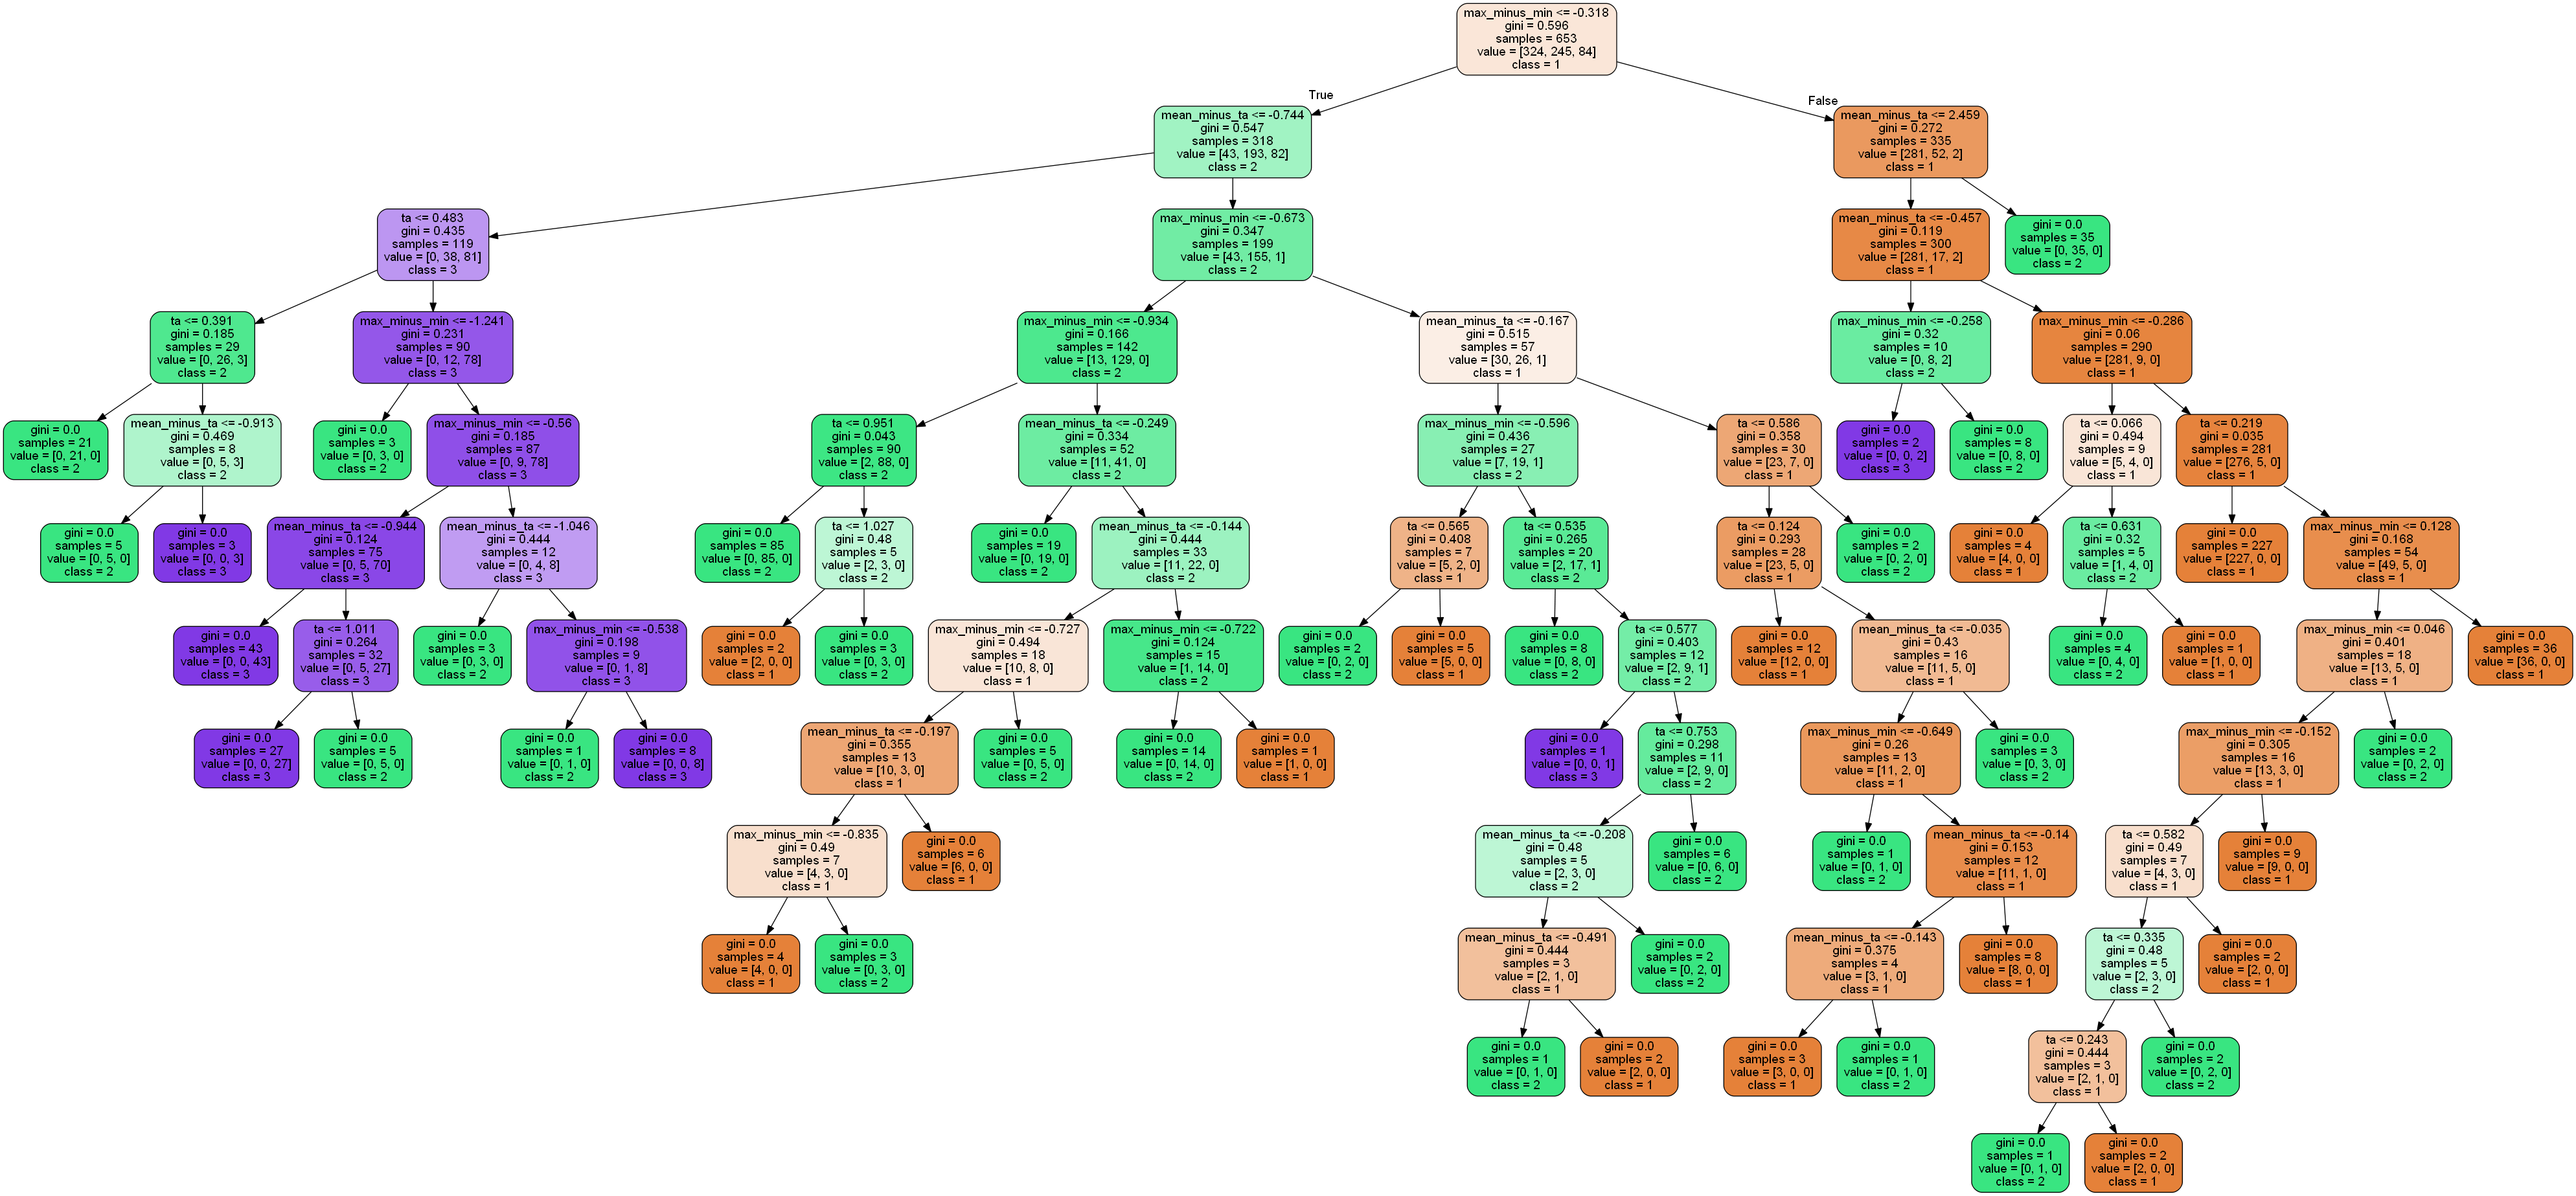 max_minus_min <= -0.318
gini = 0.596
samples = 653
value = [324, 245, 84]
class = 1
True
False
mean_minus_ta <= -0.744
gini = 0.547
samples = 318
value = [43, 193, 82]
class = 2
mean_minus_ta <= 2.459
gini = 0.272
samples = 335
value = [281, 52, 2]
class = 1
ta <= 0.483
gini = 0.435
samples = 119
value = [0, 38, 81]
class = 3
max_minus_min <= -0.673
gini = 0.347
samples = 199
value = [43, 155, 1]
class = 2
mean_minus_ta <= -0.457
gini = 0.119
samples = 300
value = [281, 17, 2]
class = 1
gini = 0.0
samples = 35
value = [0, 35, 0]
class = 2
ta <= 0.391
gini = 0.185
samples = 29
value = [0, 26, 3]
class = 2
max_minus_min <= -1.241
gini = 0.231
samples = 90
value = [0, 12, 78]
class = 3
max_minus_min <= -0.934
gini = 0.166
samples = 142
value = [13, 129, 0]
class = 2
mean_minus_ta <= -0.167
gini = 0.515
samples = 57
value = [30, 26, 1]
class = 1
max_minus_min <= -0.258
gini = 0.32
samples = 10
value = [0, 8, 2]
class = 2
max_minus_min <= -0.286
gini = 0.06
samples = 290
value = [281, 9, 0]
class = 1
gini = 0.0
samples = 21
value = [0, 21, 0]
class = 2
mean_minus_ta <= -0.913
gini = 0.469
samples = 8
value = [0, 5, 3]
class = 2
gini = 0.0
samples = 3
value = [0, 3, 0]
class = 2
max_minus_min <= -0.56
gini = 0.185
samples = 87
value = [0, 9, 78]
class = 3
ta <= 0.951
gini = 0.043
samples = 90
value = [2, 88, 0]
class = 2
mean_minus_ta <= -0.249
gini = 0.334
samples = 52
value = [11, 41, 0]
class = 2
max_minus_min <= -0.596
gini = 0.436
samples = 27
value = [7, 19, 1]
class = 2
ta <= 0.586
gini = 0.358
samples = 30
value = [23, 7, 0]
class = 1
gini = 0.0
samples = 2
value = [0, 0, 2]
class = 3
gini = 0.0
samples = 8
value = [0, 8, 0]
class = 2
ta <= 0.066
gini = 0.494
samples = 9
value = [5, 4, 0]
class = 1
ta <= 0.219
gini = 0.035
samples = 281
value = [276, 5, 0]
class = 1
gini = 0.0
samples = 5
value = [0, 5, 0]
class = 2
gini = 0.0
samples = 3
value = [0, 0, 3]
class = 3
mean_minus_ta <= -0.944
gini = 0.124
samples = 75
value = [0, 5, 70]
class = 3
mean_minus_ta <= -1.046
gini = 0.444
samples = 12
value = [0, 4, 8]
class = 3
gini = 0.0
samples = 85
value = [0, 85, 0]
class = 2
ta <= 1.027
gini = 0.48
samples = 5
value = [2, 3, 0]
class = 2
gini = 0.0
samples = 19
value = [0, 19, 0]
class = 2
mean_minus_ta <= -0.144
gini = 0.444
samples = 33
value = [11, 22, 0]
class = 2
ta <= 0.565
gini = 0.408
samples = 7
value = [5, 2, 0]
class = 1
ta <= 0.535
gini = 0.265
samples = 20
value = [2, 17, 1]
class = 2
ta <= 0.124
gini = 0.293
samples = 28
value = [23, 5, 0]
class = 1
gini = 0.0
samples = 2
value = [0, 2, 0]
class = 2
gini = 0.0
samples = 4
value = [4, 0, 0]
class = 1
ta <= 0.631
gini = 0.32
samples = 5
value = [1, 4, 0]
class = 2
gini = 0.0
samples = 227
value = [227, 0, 0]
class = 1
max_minus_min <= 0.128
gini = 0.168
samples = 54
value = [49, 5, 0]
class = 1
gini = 0.0
samples = 43
value = [0, 0, 43]
class = 3
ta <= 1.011
gini = 0.264
samples = 32
value = [0, 5, 27]
class = 3
gini = 0.0
samples = 3
value = [0, 3, 0]
class = 2
max_minus_min <= -0.538
gini = 0.198
samples = 9
value = [0, 1, 8]
class = 3
gini = 0.0
samples = 2
value = [2, 0, 0]
class = 1
gini = 0.0
samples = 3
value = [0, 3, 0]
class = 2
max_minus_min <= -0.727
gini = 0.494
samples = 18
value = [10, 8, 0]
class = 1
max_minus_min <= -0.722
gini = 0.124
samples = 15
value = [1, 14, 0]
class = 2
gini = 0.0
samples = 2
value = [0, 2, 0]
class = 2
gini = 0.0
samples = 5
value = [5, 0, 0]
class = 1
gini = 0.0
samples = 8
value = [0, 8, 0]
class = 2
ta <= 0.577
gini = 0.403
samples = 12
value = [2, 9, 1]
class = 2
gini = 0.0
samples = 12
value = [12, 0, 0]
class = 1
mean_minus_ta <= -0.035
gini = 0.43
samples = 16
value = [11, 5, 0]
class = 1
gini = 0.0
samples = 4
value = [0, 4, 0]
class = 2
gini = 0.0
samples = 1
value = [1, 0, 0]
class = 1
max_minus_min <= 0.046
gini = 0.401
samples = 18
value = [13, 5, 0]
class = 1
gini = 0.0
samples = 36
value = [36, 0, 0]
class = 1
gini = 0.0
samples = 27
value = [0, 0, 27]
class = 3
gini = 0.0
samples = 5
value = [0, 5, 0]
class = 2
gini = 0.0
samples = 1
value = [0, 1, 0]
class = 2
gini = 0.0
samples = 8
value = [0, 0, 8]
class = 3
mean_minus_ta <= -0.197
gini = 0.355
samples = 13
value = [10, 3, 0]
class = 1
gini = 0.0
samples = 5
value = [0, 5, 0]
class = 2
gini = 0.0
samples = 14
value = [0, 14, 0]
class = 2
gini = 0.0
samples = 1
value = [1, 0, 0]
class = 1
gini = 0.0
samples = 1
value = [0, 0, 1]
class = 3
ta <= 0.753
gini = 0.298
samples = 11
value = [2, 9, 0]
class = 2
max_minus_min <= -0.649
gini = 0.26
samples = 13
value = [11, 2, 0]
class = 1
gini = 0.0
samples = 3
value = [0, 3, 0]
class = 2
max_minus_min <= -0.152
gini = 0.305
samples = 16
value = [13, 3, 0]
class = 1
gini = 0.0
samples = 2
value = [0, 2, 0]
class = 2
max_minus_min <= -0.835
gini = 0.49
samples = 7
value = [4, 3, 0]
class = 1
gini = 0.0
samples = 6
value = [6, 0, 0]
class = 1
mean_minus_ta <= -0.208
gini = 0.48
samples = 5
value = [2, 3, 0]
class = 2
gini = 0.0
samples = 6
value = [0, 6, 0]
class = 2
gini = 0.0
samples = 1
value = [0, 1, 0]
class = 2
mean_minus_ta <= -0.14
gini = 0.153
samples = 12
value = [11, 1, 0]
class = 1
ta <= 0.582
gini = 0.49
samples = 7
value = [4, 3, 0]
class = 1
gini = 0.0
samples = 9
value = [9, 0, 0]
class = 1
gini = 0.0
samples = 4
value = [4, 0, 0]
class = 1
gini = 0.0
samples = 3
value = [0, 3, 0]
class = 2
mean_minus_ta <= -0.491
gini = 0.444
samples = 3
value = [2, 1, 0]
class = 1
gini = 0.0
samples = 2
value = [0, 2, 0]
class = 2
mean_minus_ta <= -0.143
gini = 0.375
samples = 4
value = [3, 1, 0]
class = 1
gini = 0.0
samples = 8
value = [8, 0, 0]
class = 1
ta <= 0.335
gini = 0.48
samples = 5
value = [2, 3, 0]
class = 2
gini = 0.0
samples = 2
value = [2, 0, 0]
class = 1
gini = 0.0
samples = 1
value = [0, 1, 0]
class = 2
gini = 0.0
samples = 2
value = [2, 0, 0]
class = 1
gini = 0.0
samples = 3
value = [3, 0, 0]
class = 1
gini = 0.0
samples = 1
value = [0, 1, 0]
class = 2
ta <= 0.243
gini = 0.444
samples = 3
value = [2, 1, 0]
class = 1
gini = 0.0
samples = 2
value = [0, 2, 0]
class = 2
gini = 0.0
samples = 1
value = [0, 1, 0]
class = 2
gini = 0.0
samples = 2
value = [2, 0, 0]
class = 1